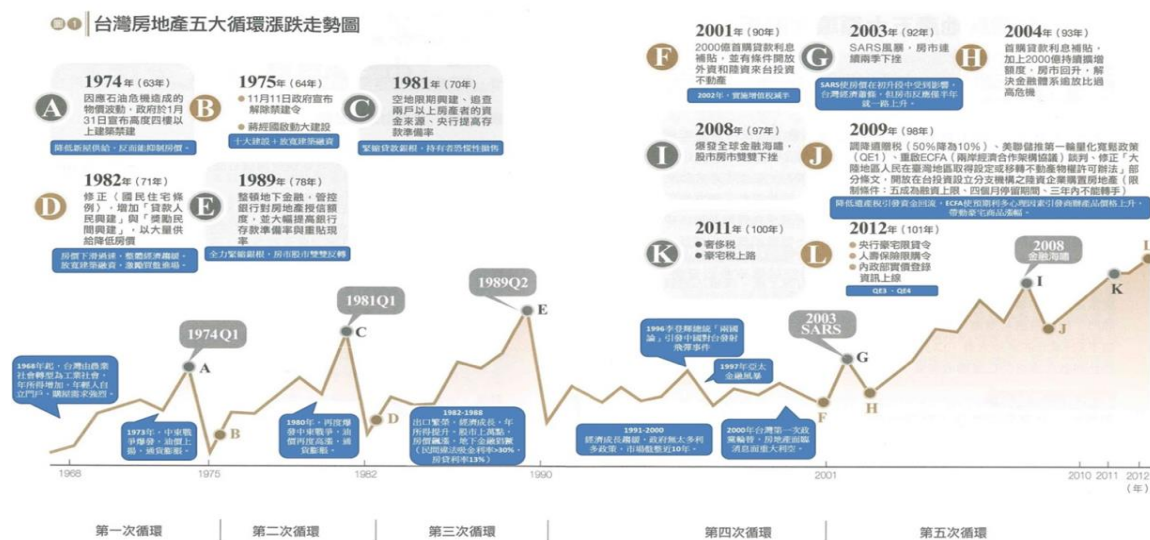 圖1 台灣房地產五大循環漲跌走勢圖
A
1974年(63年)
因應石油危機造成的
物價波動,政府於1月
31日宣布高度四樓以
上建築禁建
降低新屋供給,反而能抑制房價。
B
1975年(64年)
11月11日政府宣布
解除禁建令
蔣經國啟動大建設
十大建設+放寬建築融資
C
1981年(70年)
空地限期興建、追查
兩戶以上房產者的資
金來源、央行提高存
款準備率
緊縮貸款銀根,持有者恐慌性拋售
D
1982年(71年)
修正(國民住宅條
例),增加「貸款人
民興建」與「獎勵民
間興建」,以大量供
給降低房價
房價下滑過速,整體經濟趨緩,
放寬建築融資,激勵買低進場。
E
1989年(78年)
整頓地下金融,管控
銀行對房地產授信額
度,並大幅提高銀行
存款準備率與重貼現
率
全力緊縮銀根,房市股市雙雙反轉
F
2001年(90年)
2000億首購貸款利息
補貼,並有條件開放
外資和陸資來台投資
不動產
2002年,實施增值稅減半
G
2003年(92年)
SARS風暴,房市連
續兩季下挫
SARS使房價在初升段中受到影響,
台灣經濟蕭條,但房市反應僅半年
就一路上升。
H
2004年(93年)
首購貸款利息補貼,
加上2000億持續擴增
額度,房市回升,解
決金融體系逾放比過
高危機
I
2008年(97年)
爆發全球金融海嘯,
股市房市雙雙下挫
J
2009年(98年)
調降遺贈稅(50%降為10%)、美聯儲推第一輪量化寬鬆政策
(QE1)、重啟ECFA(兩岸經濟合作架構協議)談判、修正「大
陸地區人民在臺灣地區取得設定或移轉不動產物權許可辦法」部
分條文,開放在台投資設立分支機構之陸資企業購置房地產(限
制條件:五成為融資上限、四個月停留期間、三年內不能轉手)
降低遺產稅引發資金回流,ECFA使預期利多心理因素引發商辦產品價格上升,
帶動豪宅商品漲幅。
K
2011年(100年)
奢侈稅
豪宅稅上路
L
2012年(101年)
央行豪宅限貸令
人壽保險限購令
內政部實價登錄
資訊上線
QE3、QE4
1974Q1
1981Q1
1989Q2
2003
SARS
2008
金融海嘯
A
B
C
D
E
F
G
H
I
J
K
L
1968年起,台灣由農業
社會轉型為工業社會,
年所得增加,年輕人自
立門戶,購屋需求強烈。
1973年,中東戰
爭爆發,油價上
揚,通貨膨脹。
1980年,再度爆
發中東戰爭,油
價再度高漲,通
貨膨脹。
1982-1988
出口繁榮、經濟成長、年
所得提升、股市上萬點,
房價飆漲、地下金融猖獗
(民間違法吸金利率>30%,
房貸利率13%)
1996李登輝總統「兩國
論」引發中國對台發射
飛彈事件
1997年亞太
金融風暴
1991-2000
經濟成長趨緩,政府無太多利
多政策,市場低盤近10年。
2000年台灣第一次政
黨輪替,房地產面臨
消息面重大利空。
1968
1975
1982
1990
2001
2010
2011
2012
(年)
第一次循環
第二次循環
第三次循環
第四次循環
第五次循環